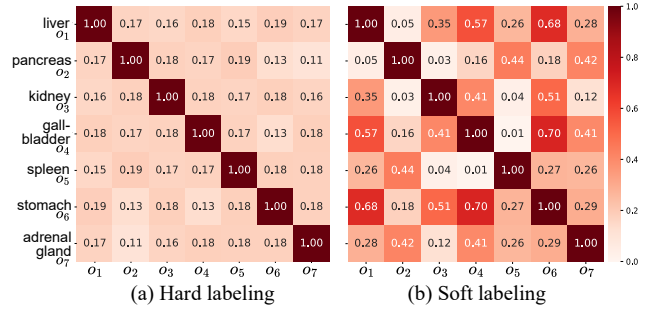 liver o1 1.00 0.17 0.16 0.18 0.15 0.19 0.17 1.00 0.05 0.35 0.57 0.26 0.68 0.28 1.0
pancreas o2 0.17 1.00 0.18 0.17 0.19 0.13 0.11 0.05 1.00 0.03 0.16 0.44 0.18 0.42 0.8
kidney o3 0.16 0.18 1.00 0.18 0.17 0.18 0.16 0.35 0.03 1.00 0.41 0.04 0.51 0.12 0.6
gall-
bladder o4 0.18 0.17 0.18 1.00 0.17 0.13 0.18 0.57 0.16 0.41 1.00 0.01 0.70 0.41
spleen o5 0.15 0.19 0.17 0.17 1.00 0.18 0.18 0.26 0.44 0.04 0.01 1.00 0.27 0.26 0.4
stomach o6 0.19 0.13 0.18 0.13 0.18 1.00 0.18 0.68 0.18 0.51 0.70 0.27 1.00 0.29 0.2
adrenal
gland o7 0.17 0.11 0.16 0.18 0.18 0.18 1.00 0.28 0.42 0.12 0.41 0.26 0.29 1.00 0.0
o1 o2 o3 o4 o5 o6 o7 o1 o2 o3 o4 o5 o6 o7
(a) Hard labeling (b) Soft labeling